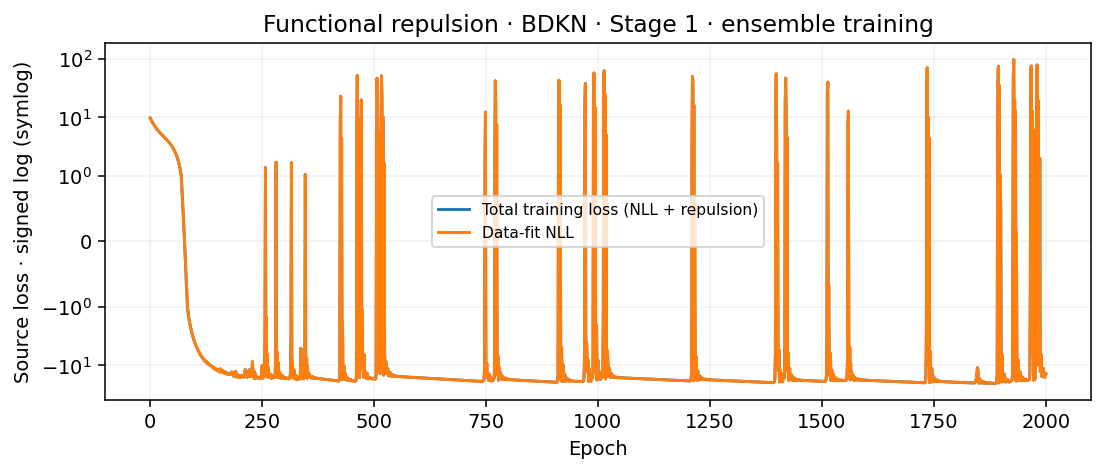 Functional repulsion · BDKN · Stage 1 · ensemble training
Source loss · signed log (symlog)
10²
10¹
10⁰
0
−10⁰
−10¹
Total training loss (NLL + repulsion)
Data-fit NLL
0 250 500 750 1000 1250 1500 1750 2000
Epoch